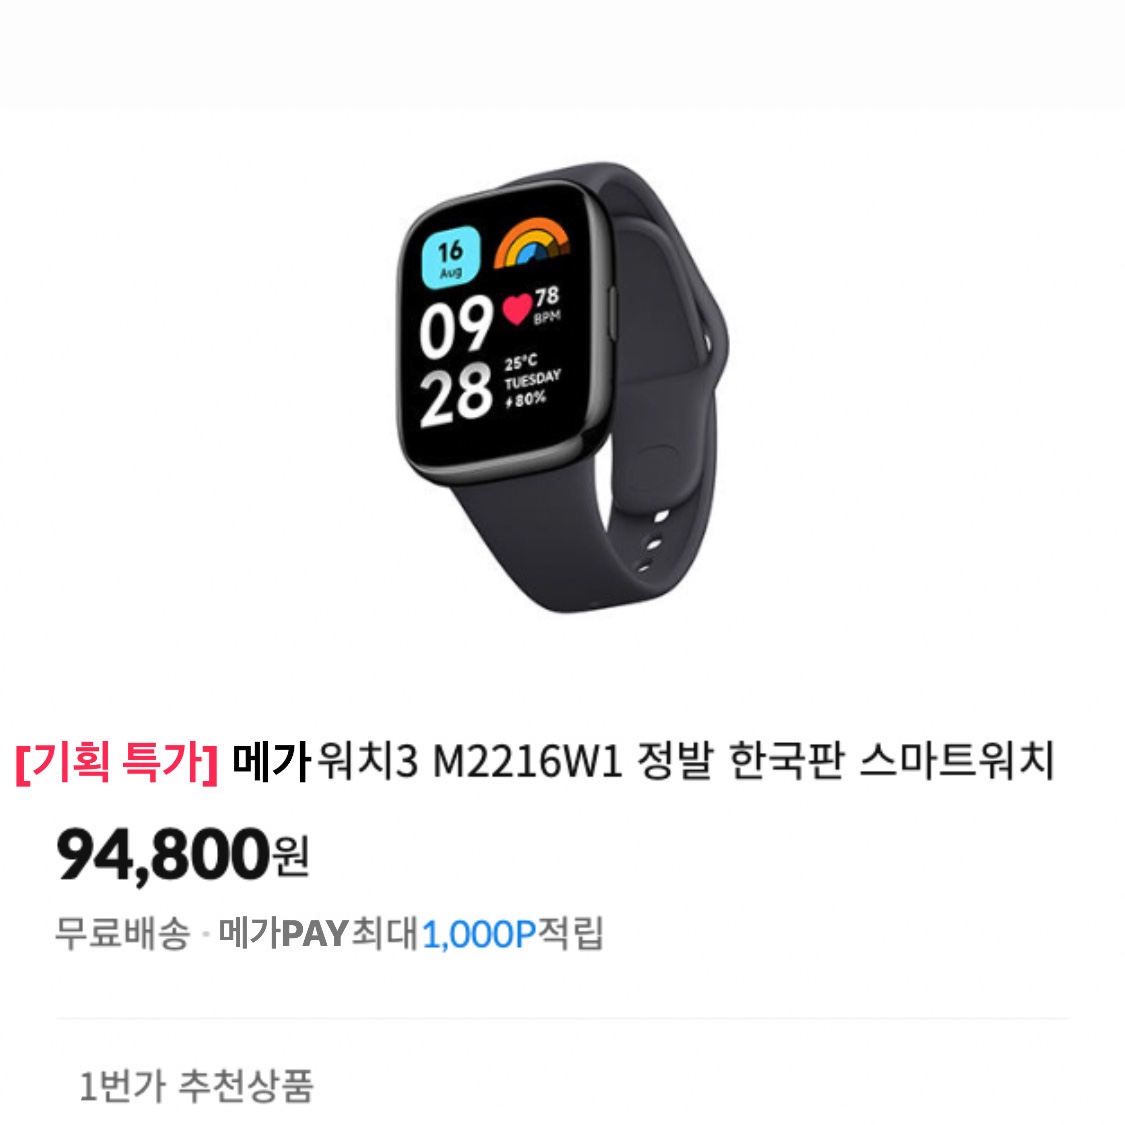 16
Aug
09
78
BPM
28
25°C
TUESDAY
80%
[기획 특가] 메가워치3 M2216W1 정발 한국판 스마트워치
94,800원
무료배송 · 메가PAY최대1,000P적립
1번가 추천상품